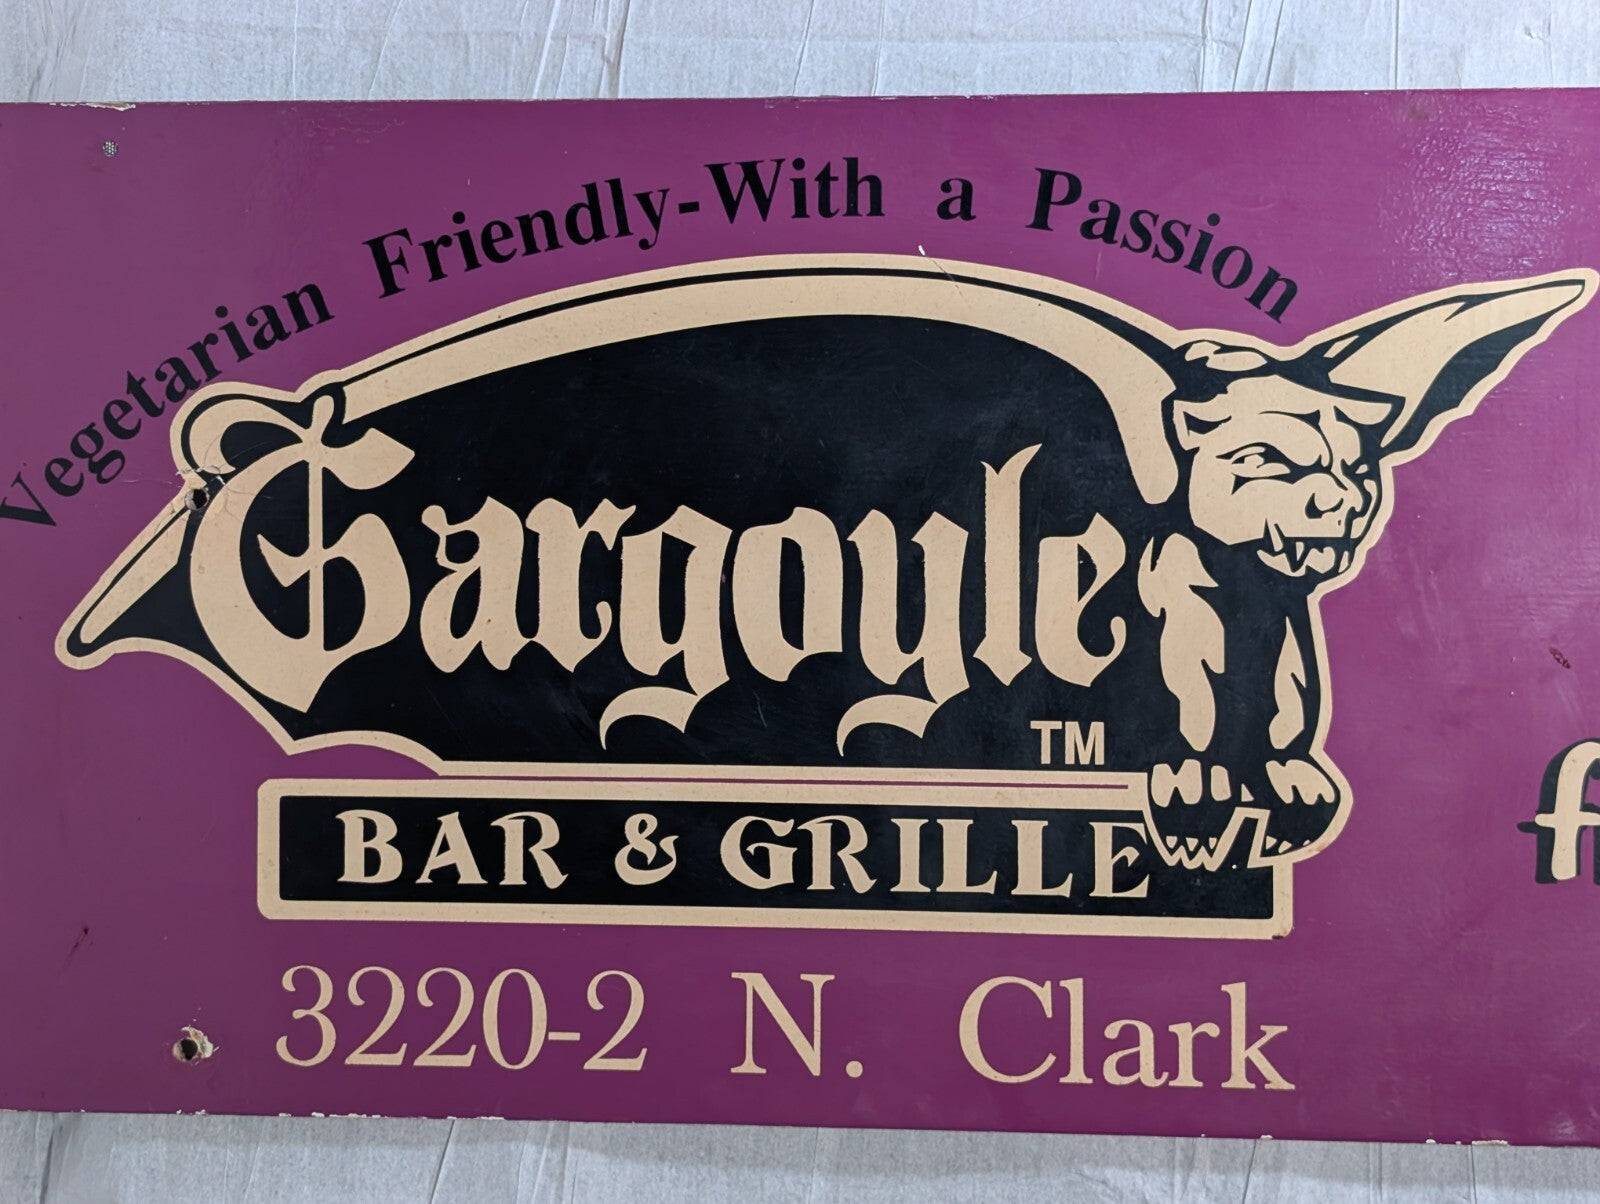 Vegetarian Friendly-With a Passion
Gargoyle
TM
BAR & GRILLE
3220-2 N. Clark